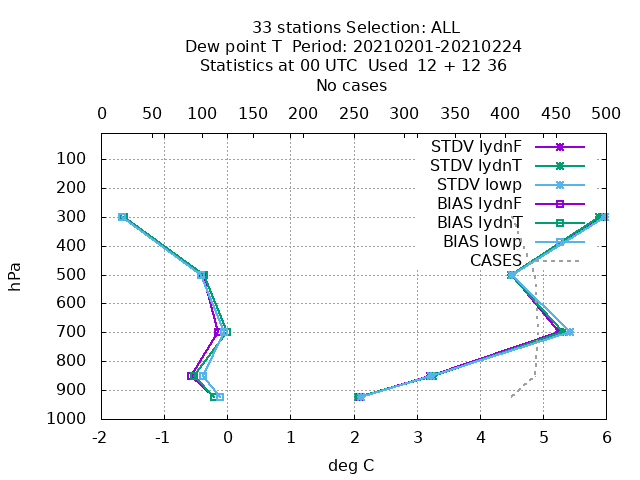 33 stations Selection: ALL
Dew point T  Period: 20210201-20210224
Statistics at 00 UTC  Used  12 + 12 36
No cases
0 50 100 150 200 250 300 350 400 450 500
STDV lydnF
STDV lydnT
STDV lowp
BIAS lydnF
BIAS lydnT
BIAS lowp
CASES
100
200
300
400
500
600
700
800
900
1000
hPa
-2 -1 0 1 2 3 4 5 6
deg C